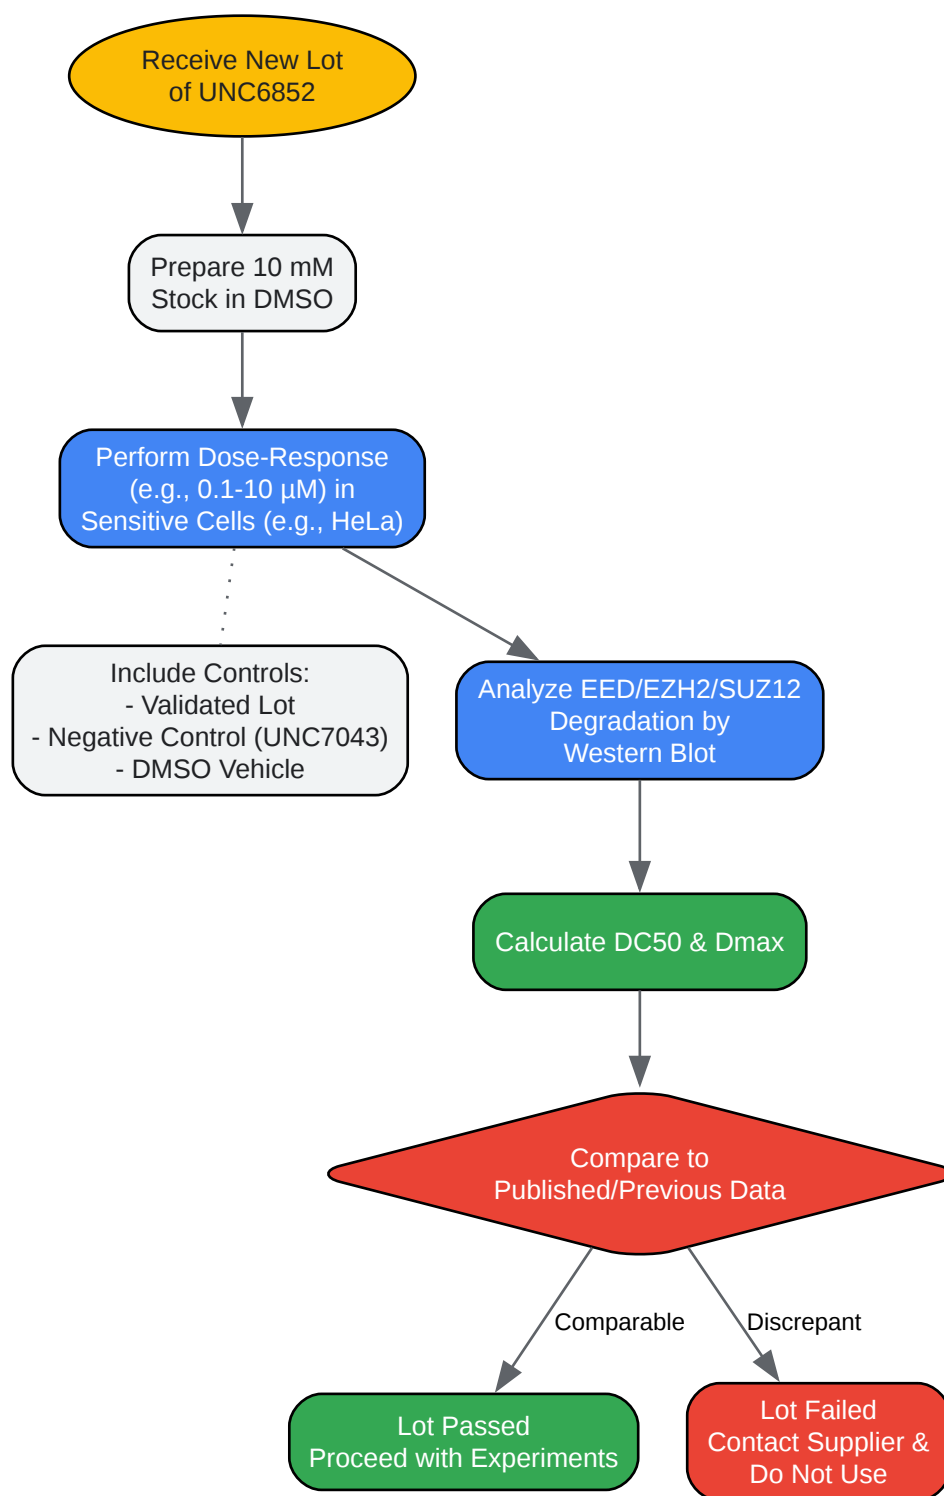 Receive New Lot
of UNC6852
Prepare 10 mM
Stock in DMSO
Perform Dose-Response
(e.g., 0.1-10 µM) in
Sensitive Cells (e.g., HeLa)
Include Controls:
- Validated Lot
- Negative Control (UNC7043)
- DMSO Vehicle
Analyze EED/EZH2/SUZ12
Degradation by
Western Blot
Calculate DC50 & Dmax
Compare to
Published/Previous Data
Comparable
Discrepant
Lot Passed
Proceed with Experiments
Lot Failed
Contact Supplier &
Do Not Use